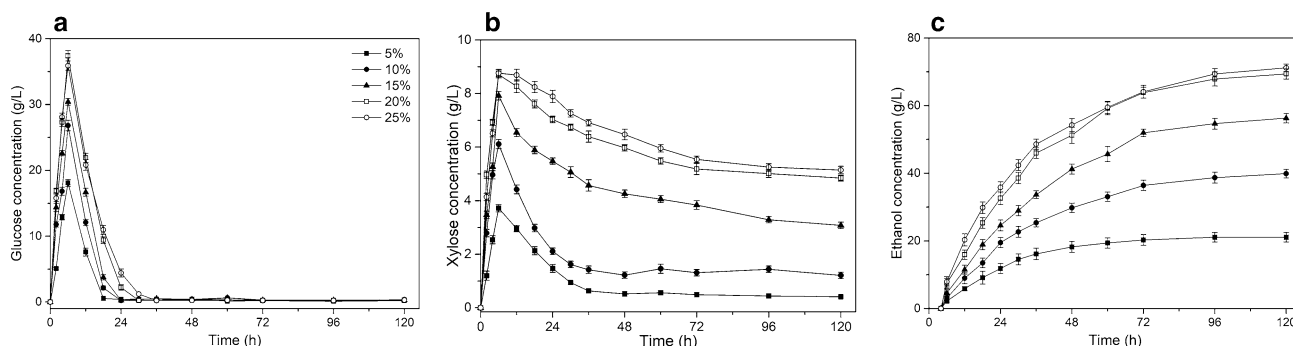 a
Glucose concentration (g/L)
40
30
20
10
0
5%
10%
15%
20%
25%
0 24 48 72 96 120
Time (h)
b
Xylose concentration (g/L)
10
8
6
4
2
0
0 24 48 72 96 120
Time (h)
c
Ethanol concentration (g/L)
80
60
40
20
0
0 24 48 72 96 120
Time (h)